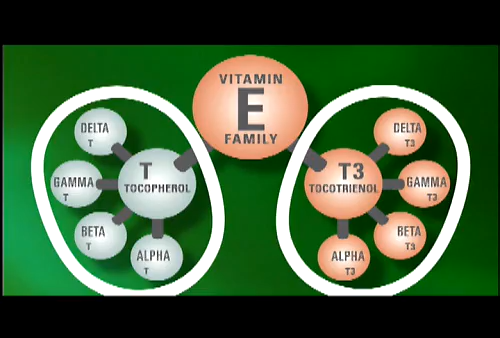 VITAMIN
E
FAMILY
T
TOCOPHEROL
DELTA
T
GAMMA
T
BETA
T
ALPHA
T
T3
TOCOTRIENOL
DELTA
T3
GAMMA
T3
BETA
T3
ALPHA
T3